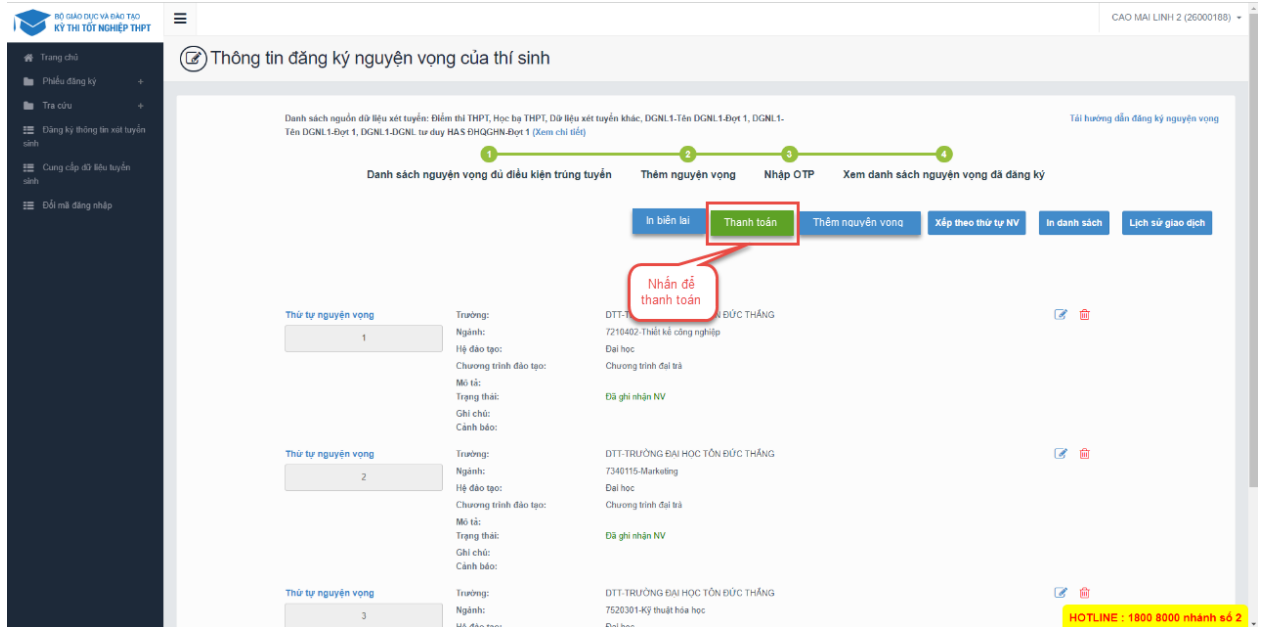 BỘ GIÁO DỤC VÀ ĐÀO TẠO
KỲ THI TỐT NGHIỆP THPT
CAO MAI LINH 2 (26000188)
Trang chủ
Phiếu đăng ký +
Tra cứu +
Đăng ký thông tin xét tuyển
sinh
Cung cấp dữ liệu tuyển
sinh
Đổi mã đăng nhập
Thông tin đăng ký nguyện vọng của thí sinh
Danh sách nguồn dữ liệu xét tuyển: Điểm thi THPT, Học bạ THPT, Dữ liệu xét tuyển khác, DGNL1-Tên DGNL1-Đợt 1, DGNL1-
Tên DGNL1-Đợt 1, DGNL1-DGNL tư duy HAS ĐHQGHN-Đợt 1 (Xem chi tiết)
Tải hướng dẫn đăng ký nguyện vọng
1 2 3 4
Danh sách nguyện vọng đủ điều kiện trúng tuyển Thêm nguyện vọng Nhập OTP Xem danh sách nguyện vọng đã đăng ký
In biên lai Thanh toán Thêm nguyện vọng Xếp theo thứ tự NV In danh sách Lịch sử giao dịch
Nhấn để
thanh toán
Thứ tự nguyện vọng
1
Trường: DTT-T N ĐỨC THẮNG
Ngành: 7210402-Thiết kế công nghiệp
Hệ đào tạo: Đại học
Chương trình đào tạo: Chương trình đại trà
Mô tả:
Trạng thái: Đã ghi nhận NV
Ghi chú:
Cảnh báo:
Thứ tự nguyện vọng
2
Trường: DTT-TRƯỜNG ĐẠI HỌC TÔN ĐỨC THẮNG
Ngành: 7340115-Marketing
Hệ đào tạo: Đại học
Chương trình đào tạo: Chương trình đại trà
Mô tả:
Trạng thái: Đã ghi nhận NV
Ghi chú:
Cảnh báo:
Thứ tự nguyện vọng
3
Trường: DTT-TRƯỜNG ĐẠI HỌC TÔN ĐỨC THẮNG
Ngành: 7520301-Kỹ thuật hóa học
Hệ đào tạo: Đại học
HOTLINE : 1800 8000 nhánh số 2